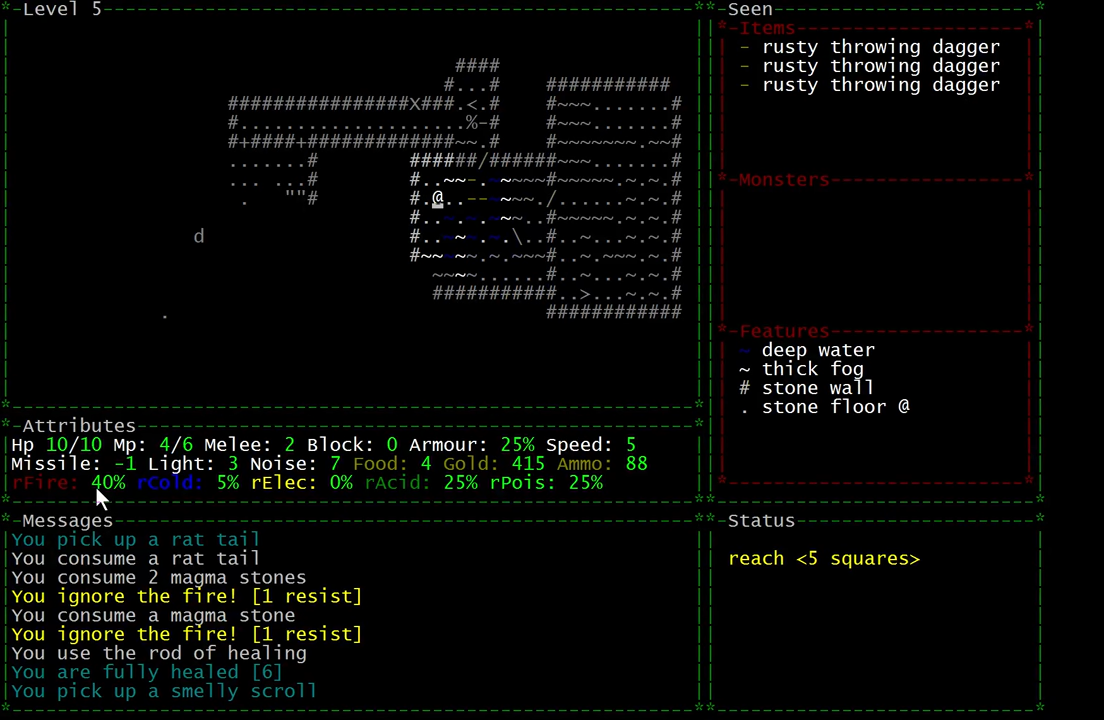 Level 5
Seen
Items
- rusty throwing dagger
- rusty throwing dagger
- rusty throwing dagger
Monsters
Features
~ deep water
~ thick fog
# stone wall
. stone floor @
####
#...#
###########
################X###.<.#
#~~~.......#
#.....................%-#
#~~~.......#
#+####+#############~~.#
#~~~~~~~.~~#
.......#
######/######~~~.......#
... ...#
#..~~-.~~~~~#~~~~~.~.~.#
. ""#
#.@..--~~~~./......~.~.#
#..~.~.~~~..#~~~~~.~.~.#
d
#..~~~.~.\..#..~...~.~.#
#~~~~~.~.~~~#..~.~~~.~.#
~~~~......#..~...~.~.#
###########..>...~.~.#
.
############
Attributes
Hp 10/10 Mp: 4/6 Melee: 2 Block: 0 Armour: 25% Speed: 5
Missile: -1 Light: 3 Noise: 7 Food: 4 Gold: 415 Ammo: 88
rFire: 40% rCold: 5% rElec: 0% rAcid: 25% rPois: 25%
Messages
You pick up a rat tail
You consume a rat tail
You consume 2 magma stones
You ignore the fire! [1 resist]
You consume a magma stone
You ignore the fire! [1 resist]
You use the rod of healing
You are fully healed [6]
You pick up a smelly scroll
Status
reach <5 squares>